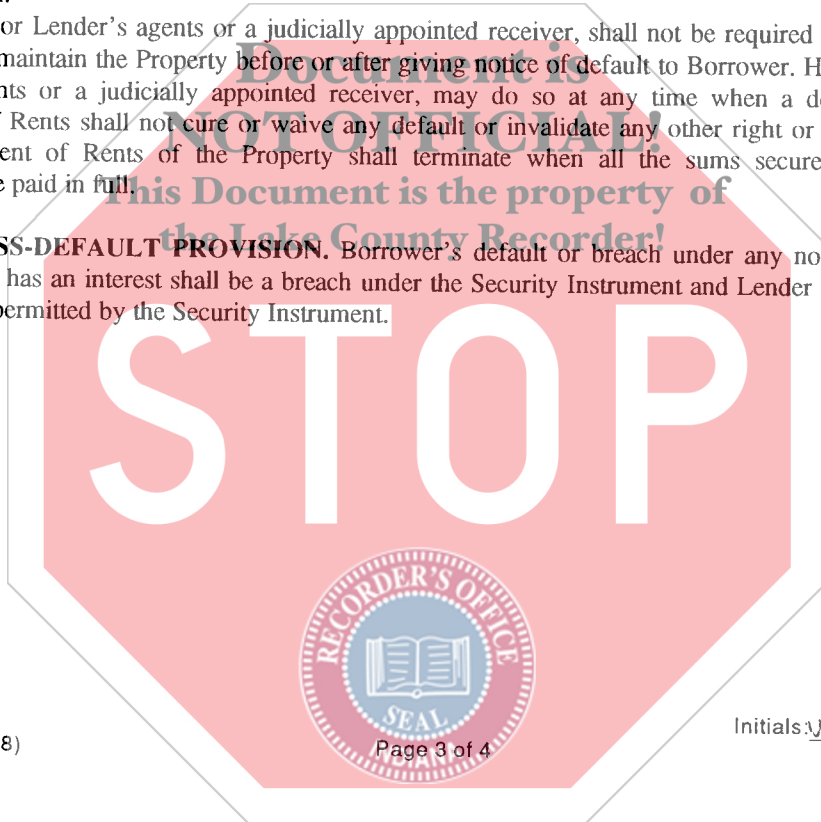 or Lender's agents or a judicially appointed receiver, shall not be required
maintain the Property before or after giving notice of default to Borrower. H
nts or a judicially appointed receiver, may do so at any time when a d
Rents shall not cure or waive any default or invalidate any other right or
ent of Rents of the Property shall terminate when all the sums secure
e paid in full.
Document is
NOT OFFICIAL!
This Document is the property of
the Lake County Recorder!
SS-DEFAULT PROVISION. Borrower's default or breach under any no
has an interest shall be a breach under the Security Instrument and Lender
permitted by the Security Instrument.
STOP
RECORDER'S OFFICE
SEAL
INDIANA
Initials:
8)
Page 3 of 4